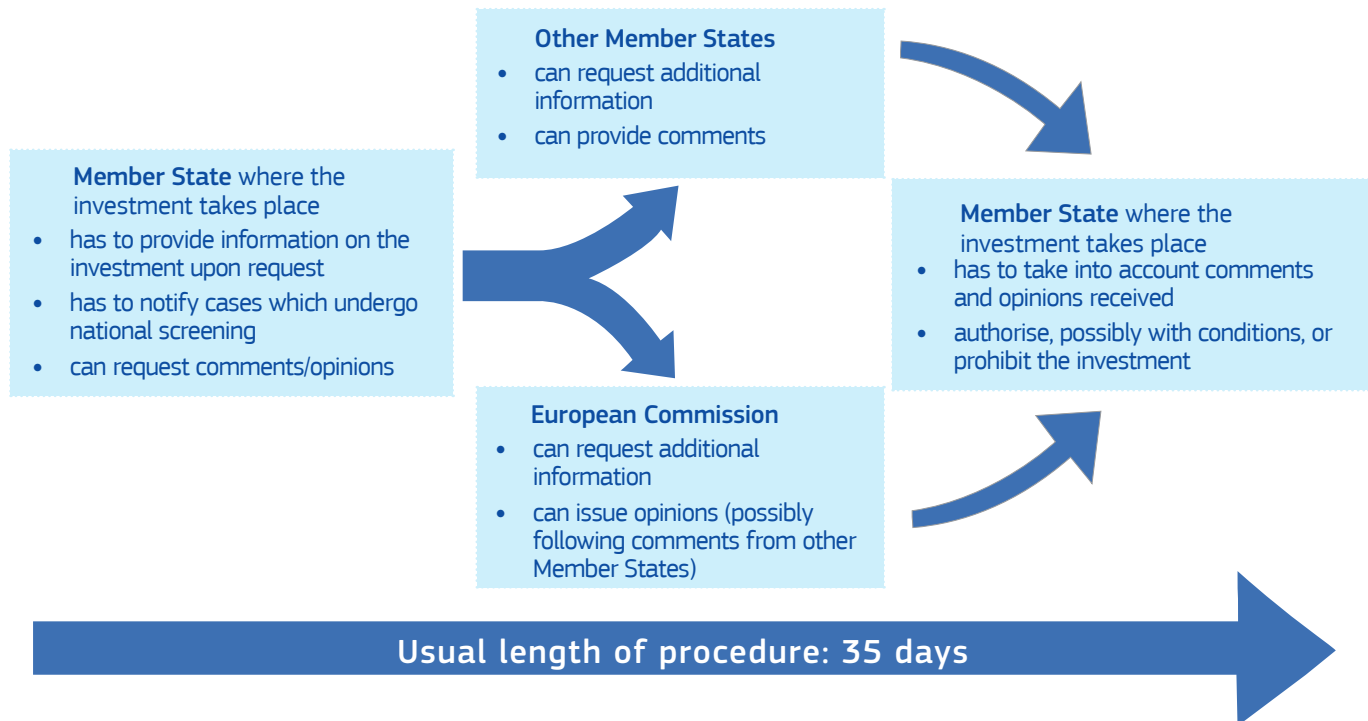 Other Member States
• can request additional
information
• can provide comments
Member State where the
investment takes place
• has to provide information on the
investment upon request
• has to notify cases which undergo
national screening
• can request comments/opinions
Member State where the
investment takes place
• has to take into account comments
and opinions received
• authorise, possibly with conditions, or
prohibit the investment
European Commission
• can request additional
information
• can issue opinions (possibly
following comments from other
Member States)
Usual length of procedure: 35 days